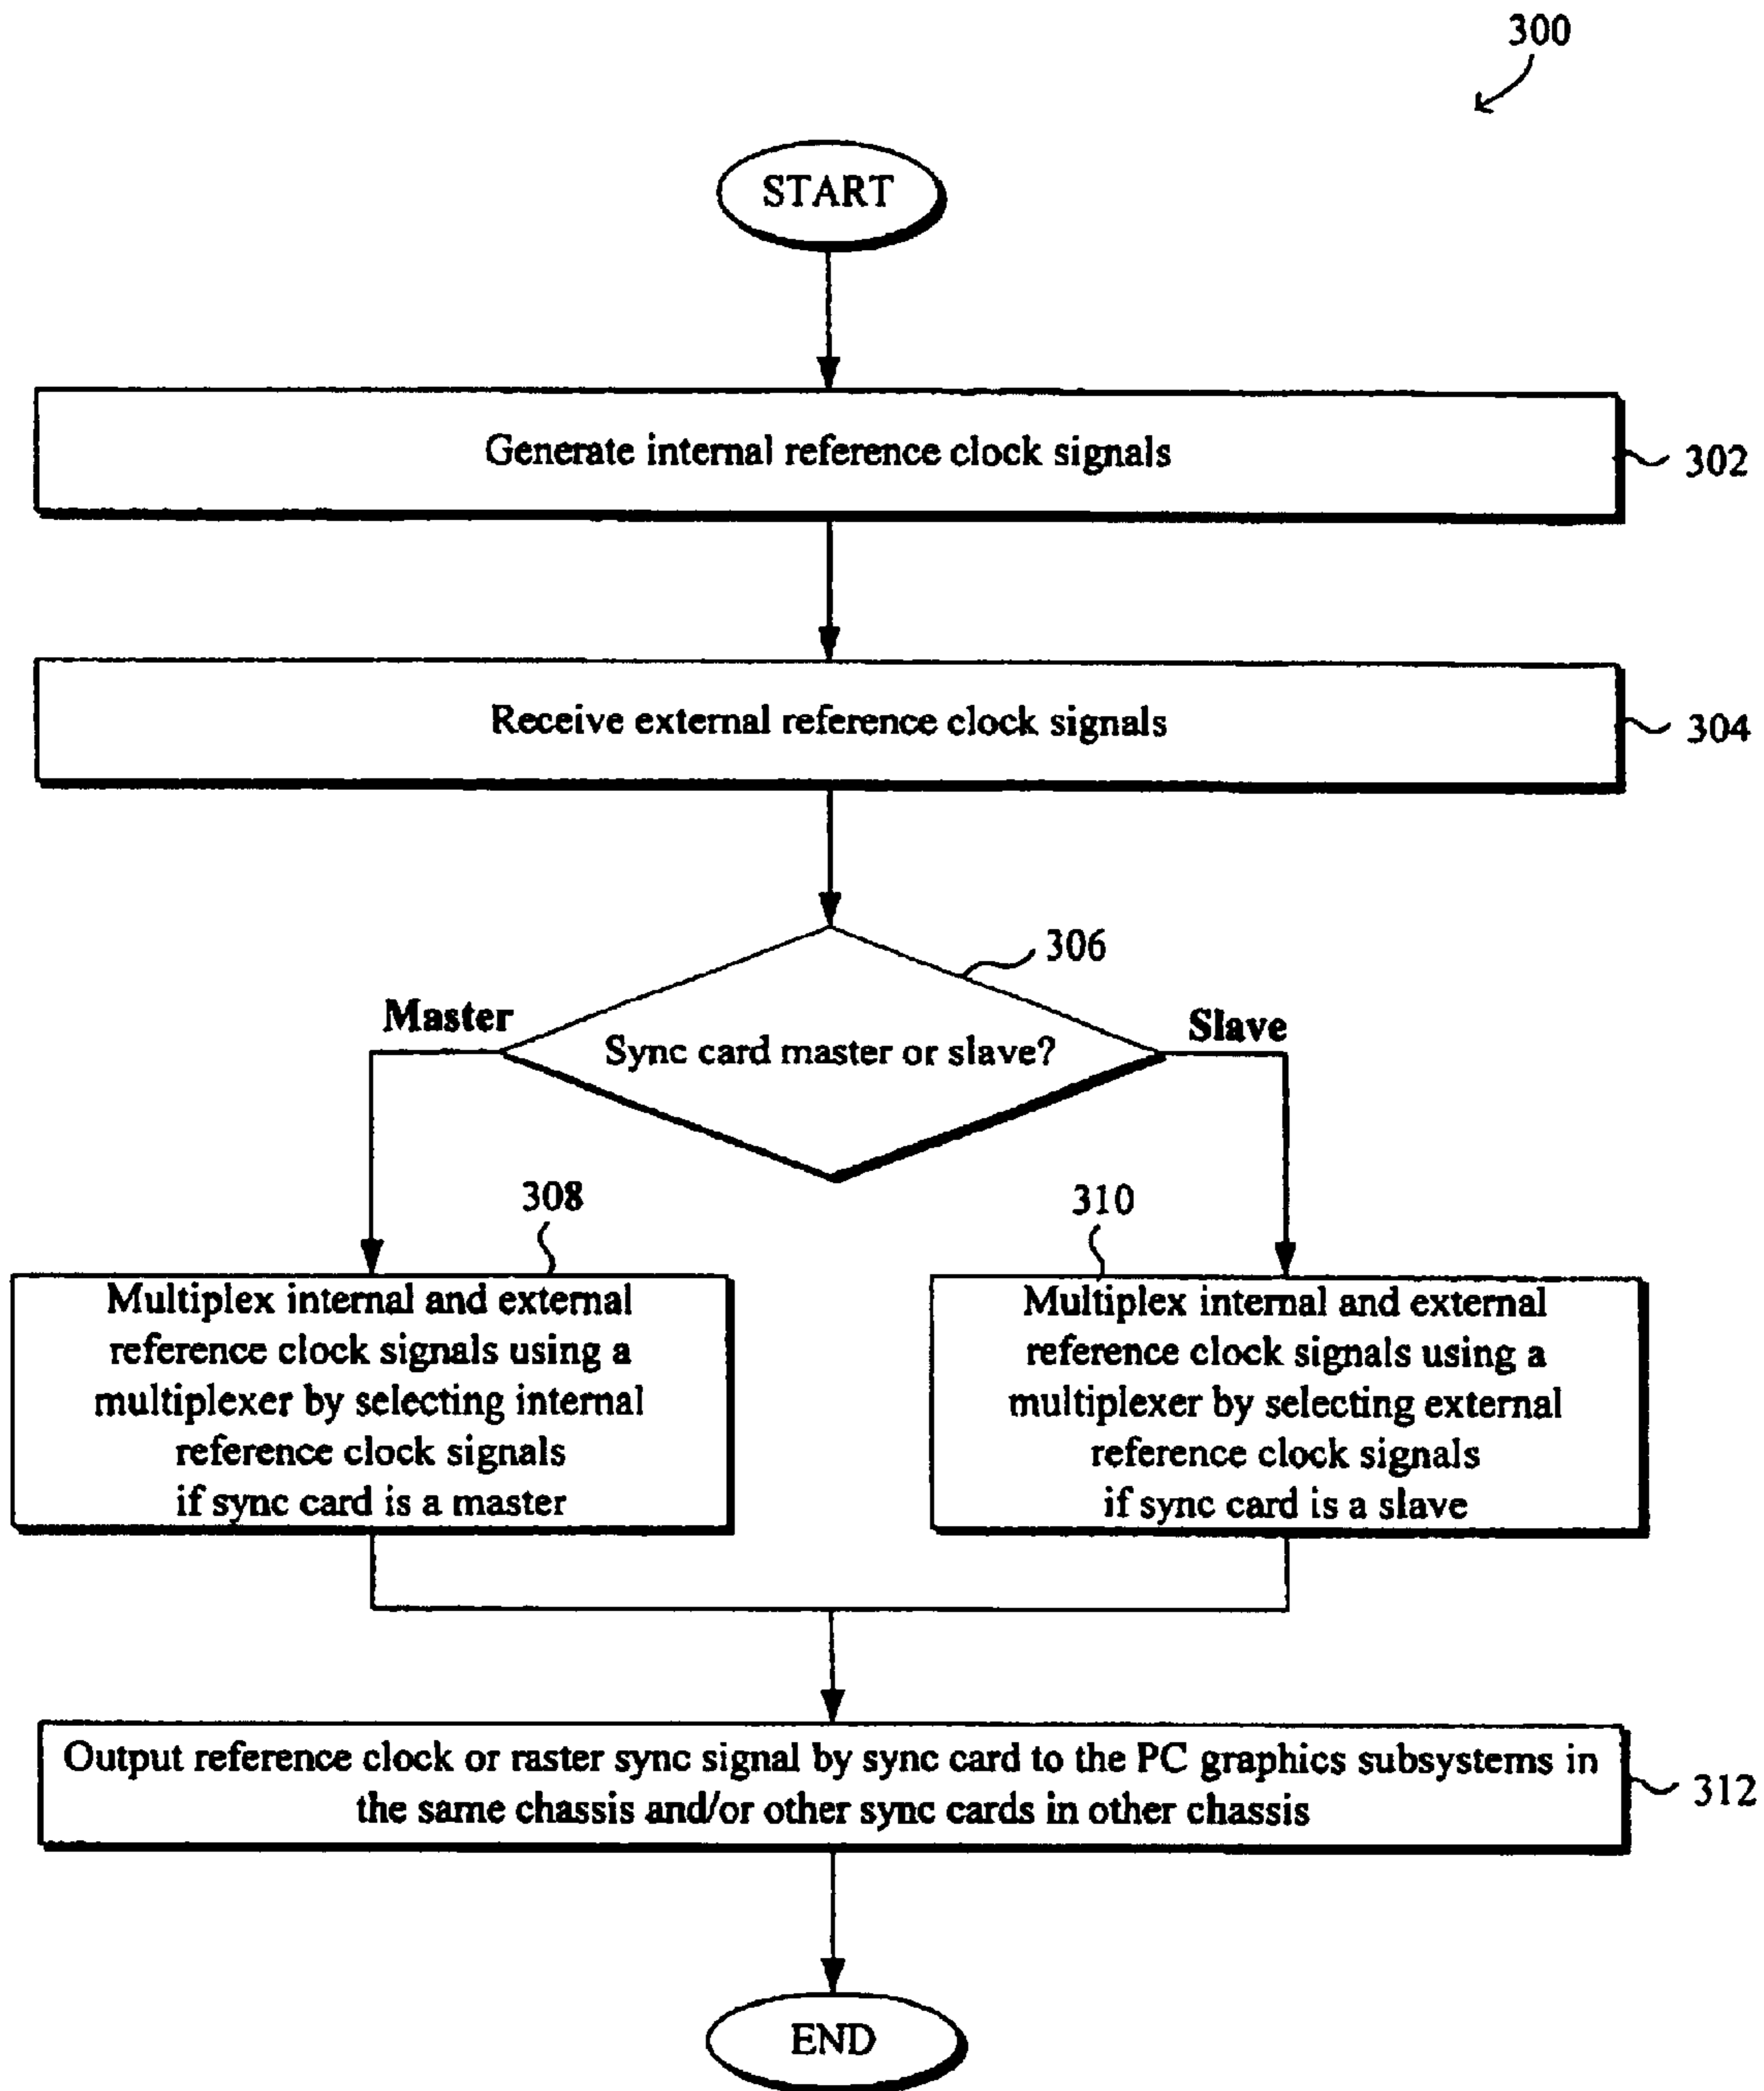 300
START
Generate internal reference clock signals
302
Receive external reference clock signals
304
306
Master
Sync card master or slave?
Slave
308
310
Multiplex internal and external
reference clock signals using a
multiplexer by selecting internal
reference clock signals
if sync card is a master
Multiplex internal and external
reference clock signals using a
multiplexer by selecting external
reference clock signals
if sync card is a slave
Output reference clock or raster sync signal by sync card to the PC graphics subsystems in
the same chassis and/or other sync cards in other chassis
312
END